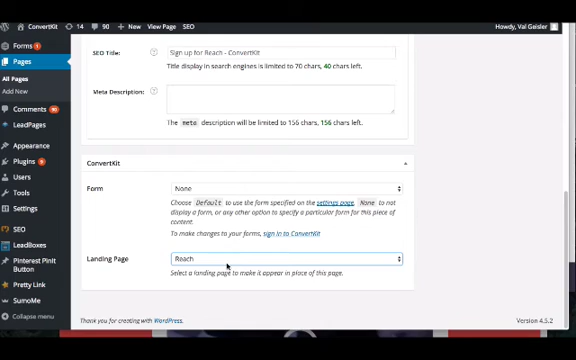 ConvertKit 14 90 New View Page SEO Howdy, Val Geisler
Forms 1
Pages
All Pages
Add New
Comments 90
LeadPages
Appearance
Plugins 8
Users
Tools
Settings
SEO
LeadBoxes
Pinterest Pin It
Button
Pretty Link
SumoMe
Collapse menu
SEO Title: Sign up for Reach - ConvertKit
Title display in search engines is limited to 70 chars, 40 chars left.
Meta Description:
The meta description will be limited to 156 chars, 156 chars left.
ConvertKit
Form None
Choose Default to use the form specified on the settings page, None to not
display a form, or any other option to specify a particular form for this piece of
content.
To make changes to your forms, sign in to ConvertKit
Landing Page Reach
Select a landing page to make it appear in place of this page.
Thank you for creating with WordPress. Version 4.5.2